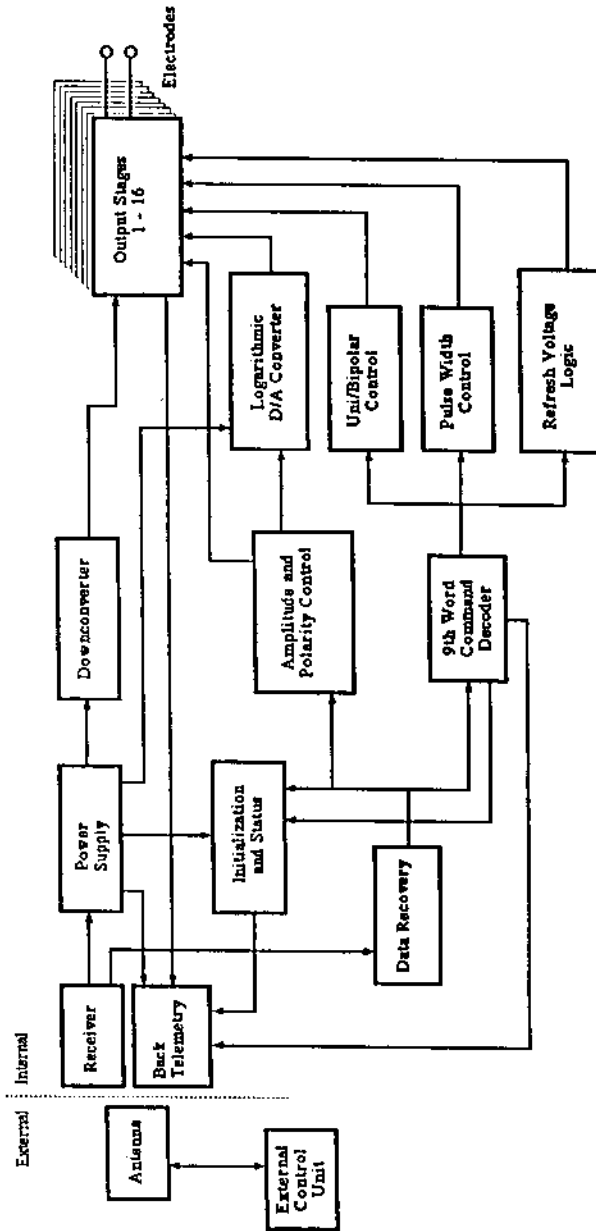 External
Internal
Antenna
External
Control
Unit
Receiver
Back
Telemetry
Power
Supply
Downconverter
Output Stages
1 - 16
Electrodes
Initialization
and Status
Data Recovery
Amplitude and
Polarity Control
Logarithmic
D/A Converter
Uni/Bipolar
Control
9th Word
Command
Decoder
Pulse Width
Control
Refresh Voltage
Logic